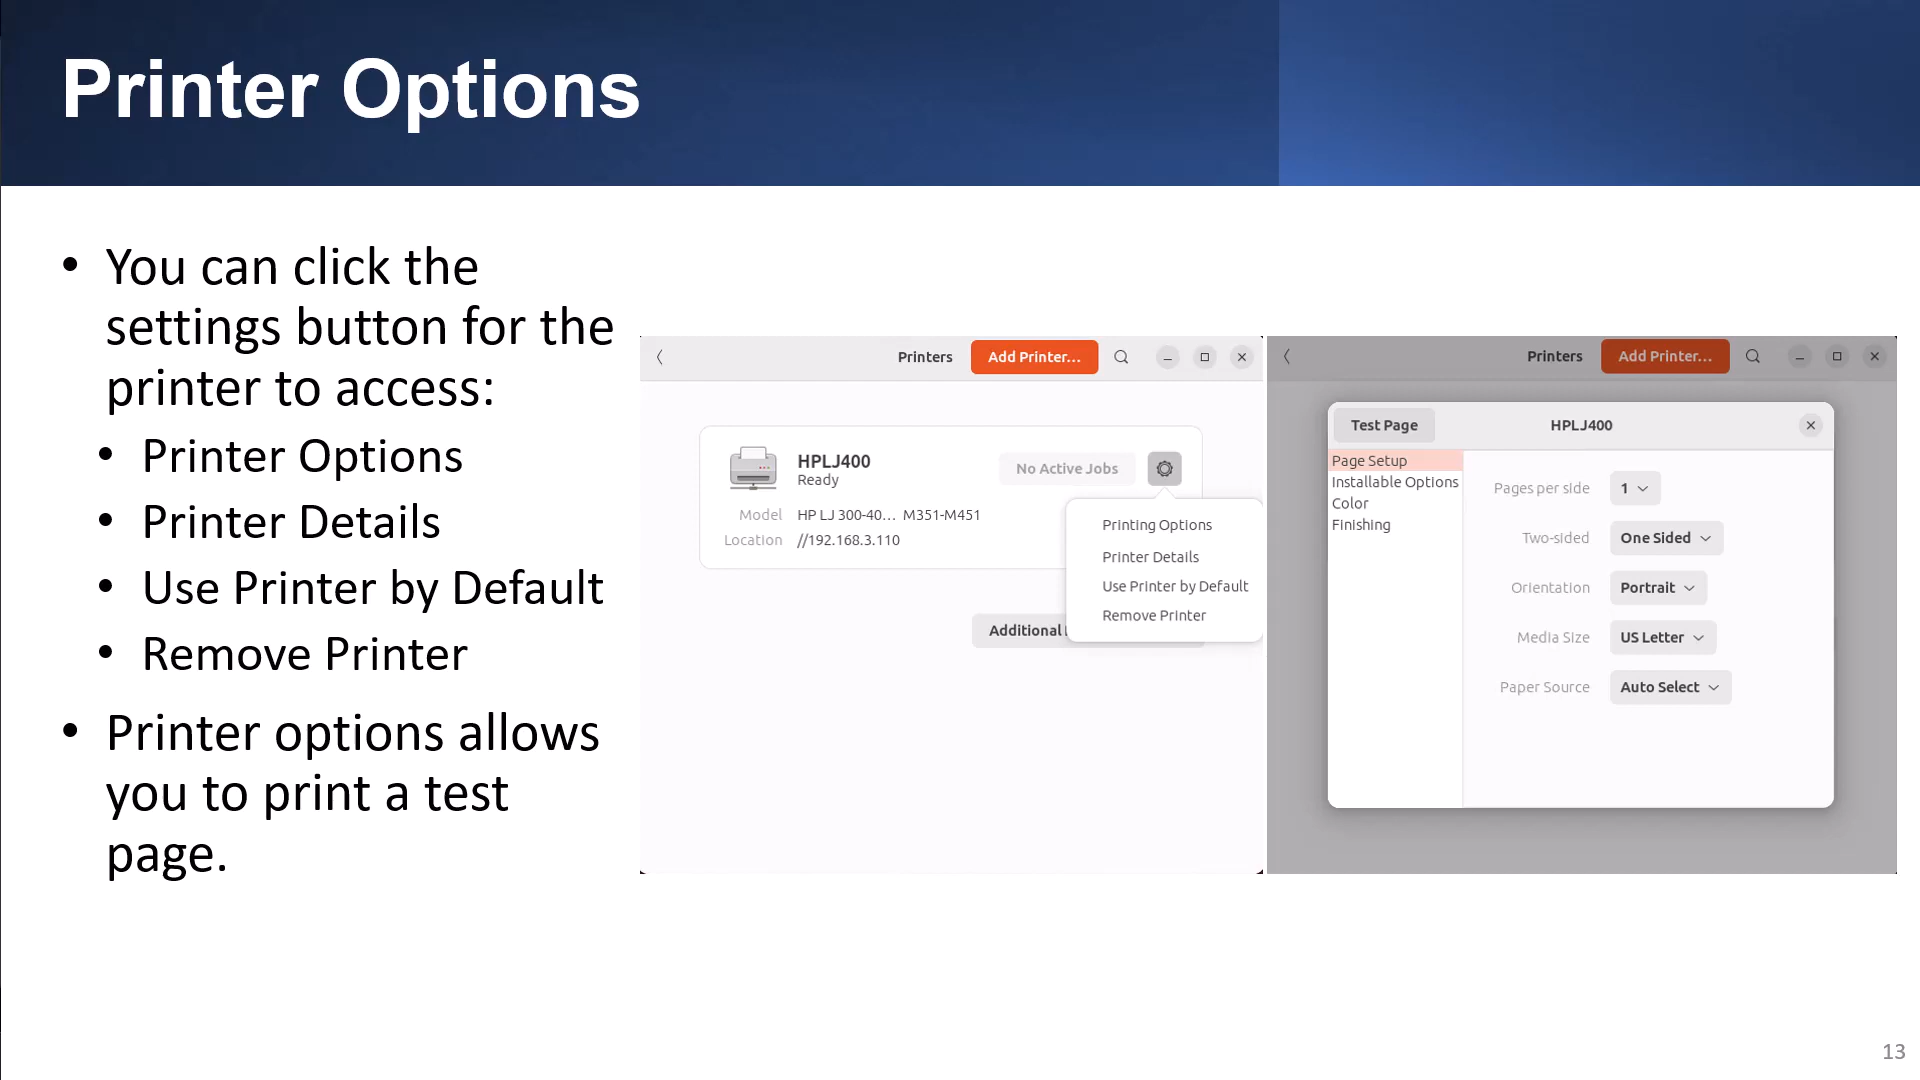 Printer Options
• You can click the
settings button for the
printer to access:
• Printer Options
• Printer Details
• Use Printer by Default
• Remove Printer
• Printer options allows
you to print a test
page.
Printers
Add Printer...
HPLJ400
Ready
No Active Jobs
Model HP LJ 300-40... M351-M451
Location //192.168.3.110
Printing Options
Printer Details
Use Printer by Default
Remove Printer
Additional
Printers
Add Printer...
Test Page
HPLJ400
Page Setup
Installable Options
Color
Finishing
Pages per side 1
Two-sided One Sided
Orientation Portrait
Media Size US Letter
Paper Source Auto Select
13